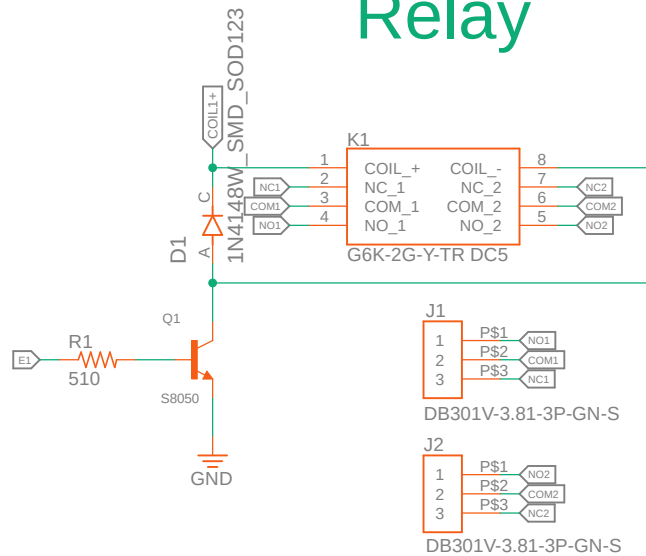 Relay
COIL1+
1N4148W_SMD_SOD123
D1
C
A
K1
1 COIL_+ COIL_- 8
NC1 2 NC_1 NC_2 7 NC2
COM1 3 COM_1 COM_2 6 COM2
NO1 4 NO_1 NO_2 5 NO2
G6K-2G-Y-TR DC5
Q1
E1
R1
510
S8050
GND
J1
1 P$1 NO1
2 P$2 COM1
3 P$3 NC1
DB301V-3.81-3P-GN-S
J2
1 P$1 NO2
2 P$2 COM2
3 P$3 NC2
DB301V-3.81-3P-GN-S